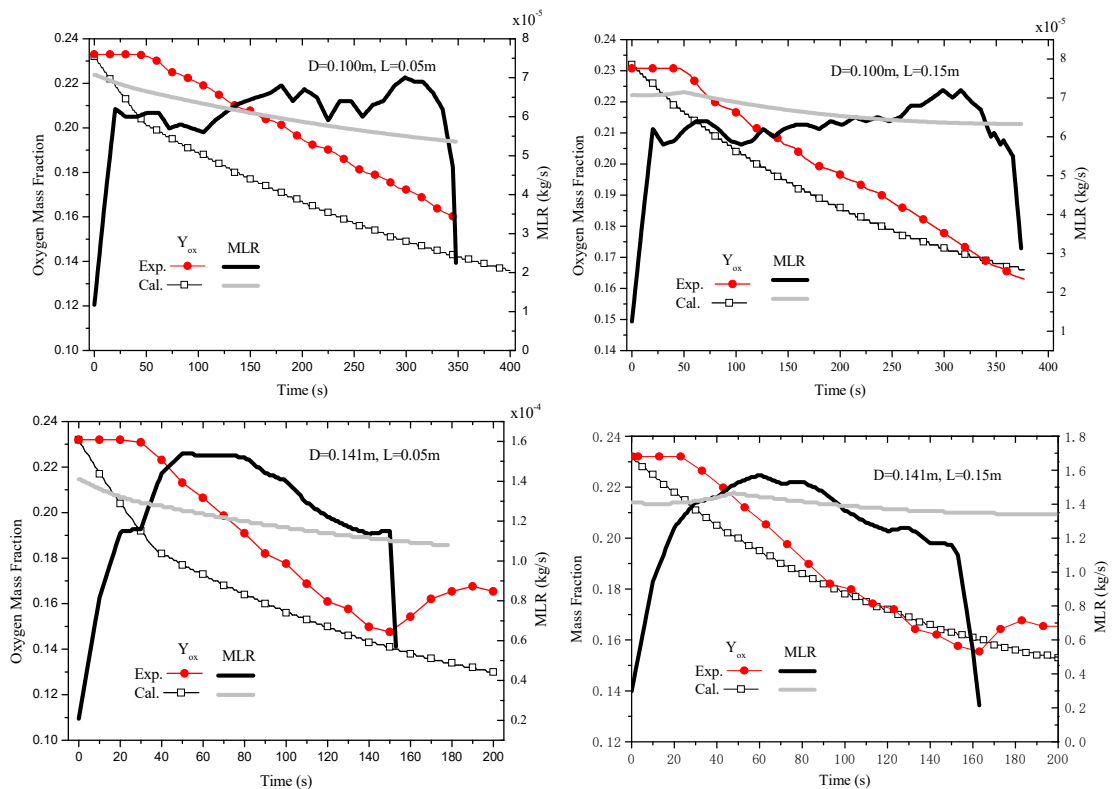 x10-5
D=0.100m, L=0.05m
0.24
0.22
0.20
0.18
0.16
0.14
0.12
0.10
Oxygen Mass Fraction
8
7
6
5
4
3
2
1
0
MLR (kg/s)
Yox MLR
Exp.
Cal.
0 50 100 150 200 250 300 350 400
Time (s)
x10-5
D=0.100m, L=0.15m
0.24
0.23
0.22
0.21
0.20
0.19
0.18
0.17
0.16
0.15
0.14
Oxygen Mass Fraction
8
7
6
5
4
3
2
1
MLR (kg/s)
Yox MLR
Exp.
Cal.
0 50 100 150 200 250 300 350 400
Time (s)
x10-4
D=0.141m, L=0.05m
0.24
0.22
0.20
0.18
0.16
0.14
0.12
0.10
Oxygen Mass Fraction
1.6
1.4
1.2
1.0
0.8
0.6
0.4
0.2
MLR (kg/s)
Yox MLR
Exp.
Cal.
0 20 40 60 80 100 120 140 160 180 200
Time (s)
D=0.141m, L=0.15m
0.24
0.22
0.20
0.18
0.16
0.14
0.12
Mass Fraction
1.8
1.6
1.4
1.2
1.0
0.8
0.6
0.4
0.2
0.0
MLR (kg/s)
Yox MLR
Exp.
Cal.
0 20 40 60 80 100 120 140 160 180 200
Time (s)